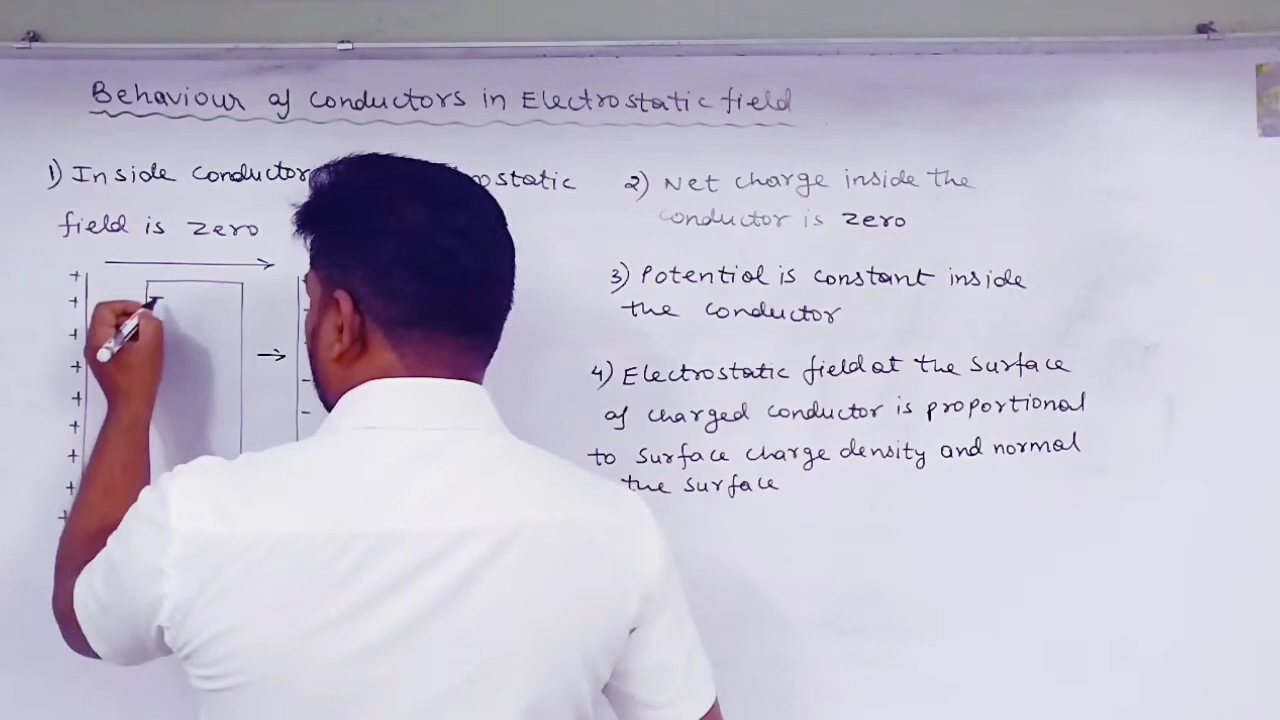 Behaviour of conductors in Electrostatic field
1) Inside conductor
static
field is zero
2) Net charge inside the
conductor is zero
3) Potential is constant inside
the conductor
4) Electrostatic field at the surface
of charged conductor is proportional
to surface charge density and normal
the surface
+
+
+
+
+
+
+
+
+
-
-
-
-